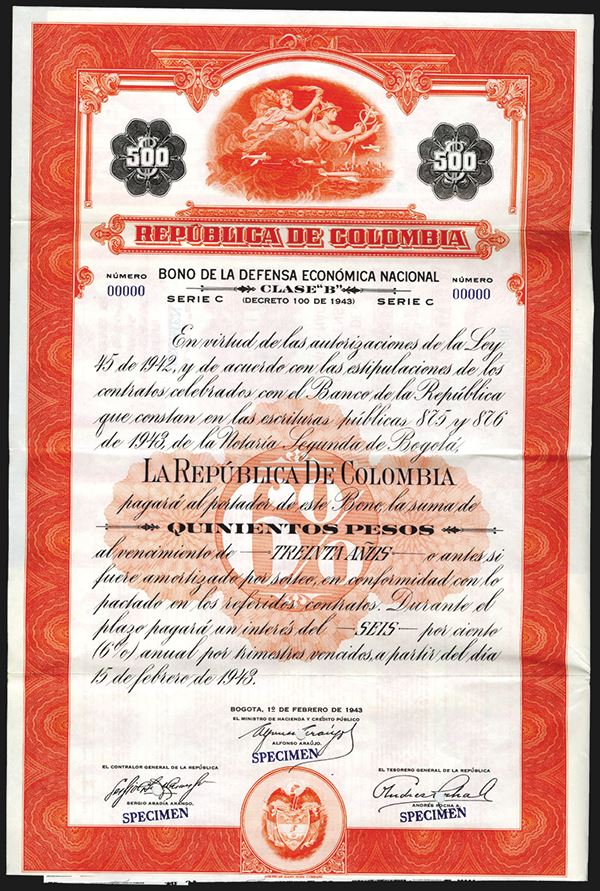 500 500
REPÚBLICA DE COLOMBIA
NÚMERO BONO DE LA DEFENSA ECONÓMICA NACIONAL NÚMERO
00000 CLASE "B" 00000
SERIE C (DECRETO 100 DE 1943) SERIE C
En virtud de las autorizaciones de la Ley
45 de 1942, y de acuerdo con las estipulaciones de los
contratos celebrados con el Banco de la República
que constan en las escrituras públicas 875 y 876
de 1943, de la Notaría Segunda de Bogotá,
LA REPÚBLICA DE COLOMBIA
pagará al portador de este Bono, la suma de
QUINIENTOS PESOS
al vencimiento de —TREINTA AÑOS— o antes, si
fuere amortizado por sorteo, en conformidad con lo
pactado en los referidos contratos. Durante el
plazo pagará un interés del —SEIS— por ciento
(6%) anual por trimestres vencidos, a partir del día
15 de febrero de 1943.
6%
BOGOTA, 1º DE FEBRERO DE 1943
EL MINISTRO DE HACIENDA Y CRÉDITO PÚBLICO
ALFONSO ARAÚJO.
SPECIMEN
EL CONTRALOR GENERAL DE LA REPÚBLICA EL TESORERO GENERAL DE LA REPÚBLICA
SERGIO ABADÍA ARANGO, ANDRÉS ROCHA A.
SPECIMEN SPECIMEN
AMERICAN BANK NOTE COMPANY.